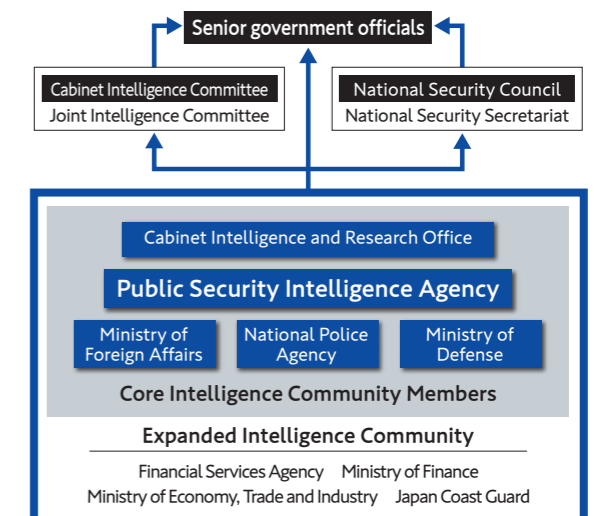 Senior government officials
Cabinet Intelligence Committee
Joint Intelligence Committee
National Security Council
National Security Secretariat
Cabinet Intelligence and Research Office
Public Security Intelligence Agency
Ministry of
Foreign Affairs
National Police
Agency
Ministry of
Defense
Core Intelligence Community Members
Expanded Intelligence Community
Financial Services Agency Ministry of Finance
Ministry of Economy, Trade and Industry Japan Coast Guard